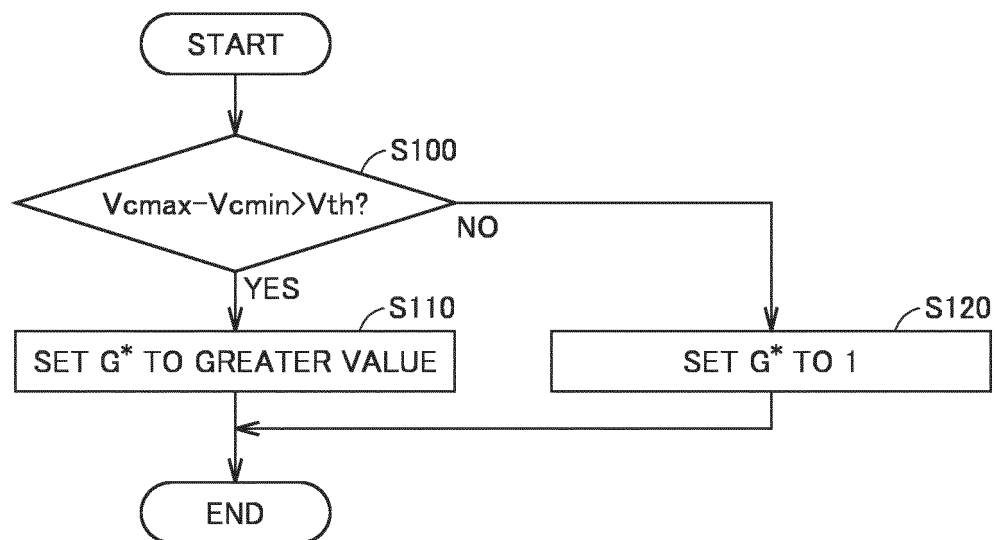 START
S100
Vcmax-Vcmin>Vth?
NO
YES
S110
SET G* TO GREATER VALUE
S120
SET G* TO 1
END